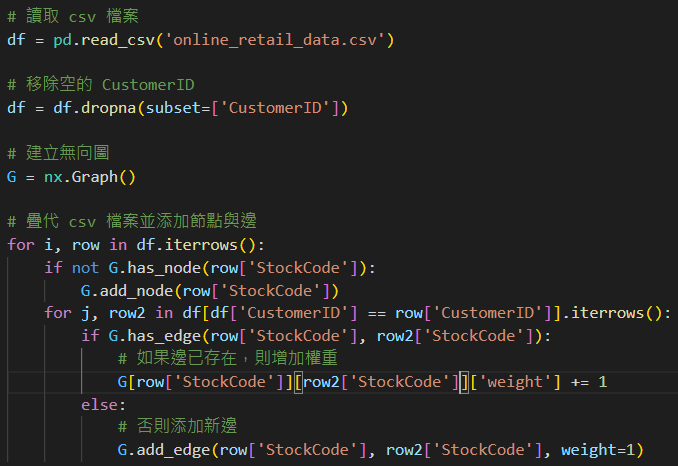 # 讀取 csv 檔案
df = pd.read_csv('online_retail_data.csv')
# 移除空的 CustomerID
df = df.dropna(subset=['CustomerID'])
# 建立無向圖
G = nx.Graph()
# 疊代 csv 檔案並添加節點與邊
for i, row in df.iterrows():
    if not G.has_node(row['StockCode']):
        G.add_node(row['StockCode'])
    for j, row2 in df[df['CustomerID'] == row['CustomerID']].iterrows():
        if G.has_edge(row['StockCode'], row2['StockCode']):
            # 如果邊已存在，則增加權重
            G[row['StockCode']][row2['StockCode']]['weight'] += 1
        else:
            # 否則添加新邊
            G.add_edge(row['StockCode'], row2['StockCode'], weight=1)